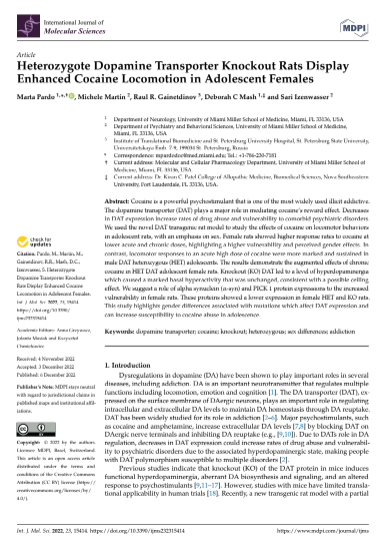 International Journal of
Molecular Sciences
MDPI
Article
Heterozygote Dopamine Transporter Knockout Rats Display
Enhanced Cocaine Locomotion in Adolescent Females
Marta Pardo 1,*,†, Michele Martin 2, Raul R. Gainetdinov 3, Deborah C Mash 1,‡ and Sari Izenwasser 2
1 Department of Neurology, University of Miami Miller School of Medicine, Miami, FL 33136, USA
2 Department of Psychiatry and Behavioral Sciences, University of Miami Miller School of Medicine,
Miami, FL 33136, USA
3 Institute of Translational Biomedicine and St. Petersburg University Hospital, St. Petersburg State University,
Universitetskaya Emb. 7-9, 199034 St. Petersburg, Russia
* Correspondence: mpardo@med.miami.edu; Tel.: +1-786-230-7181
† Current address: Molecular and Cellular Pharmacology Department, University of Miami Miller School of
Medicine, Miami, FL 33136, USA.
‡ Current address: Dr. Kiran C. Patel College of Allopathic Medicine, Biomedical Sciences, Nova Southeastern
University, Fort Lauderdale, FL 33136, USA.
Abstract: Cocaine is a powerful psychostimulant that is one of the most widely used illicit addictive.
The dopamine transporter (DAT) plays a major role in mediating cocaine's reward effect. Decreases
in DAT expression increase rates of drug abuse and vulnerability to comorbid psychiatric disorders.
We used the novel DAT transgenic rat model to study the effects of cocaine on locomotor behaviors
in adolescent rats, with an emphasis on sex. Female rats showed higher response rates to cocaine at
lower acute and chronic doses, highlighting a higher vulnerability and perceived gender effects. In
contrast, locomotor responses to an acute high dose of cocaine were more marked and sustained in
male DAT heterozygous (HET) adolescents. The results demonstrate the augmented effects of chronic
cocaine in HET DAT adolescent female rats. Knockout (KO) DAT led to a level of hyperdopaminergia
which caused a marked basal hyperactivity that was unchanged, consistent with a possible ceiling
effect. We suggest a role of alpha synuclein (α-syn) and PICK 1 protein expressions to the increased
vulnerability in female rats. These proteins showed a lower expression in female HET and KO rats.
This study highlights gender differences associated with mutations which affect DAT expression and
can increase susceptibility to cocaine abuse in adolescence.
Keywords: dopamine transporter; cocaine; knockout; heterozygous; sex differences; addiction
check for
updates
Citation: Pardo, M.; Martin, M.;
Gainetdinov, R.R.; Mash, D.C.;
Izenwasser, S. Heterozygote
Dopamine Transporter Knockout
Rats Display Enhanced Cocaine
Locomotion in Adolescent Females.
Int. J. Mol. Sci. 2022, 23, 15414.
https://doi.org/10.3390/
ijms232315414
Academic Editors: Anna Carpanec,
Jolanta Masiak and Krzysztof
Received: 4 November 2022
Accepted: 3 December 2022
Published: 6 December 2022
Publisher's Note: MDPI stays neutral
with regard to jurisdictional claims in
published maps and institutional affil-
iations.
Copyright: © 2022 by the authors.
Licensee MDPI, Basel, Switzerland.
This article is an open access article
distributed under the terms and
conditions of the Creative Commons
Attribution (CC BY) license (https://
creativecommons.org/licenses/by/
4.0/).
1. Introduction
Dysregulations in dopamine (DA) have been shown to play important roles in several
diseases, including addiction. DA is an important neurotransmitter that regulates multiple
functions including locomotion, emotion and cognition [1]. The DA transporter (DAT), ex-
pressed on the surface membrane of DAergic neurons, plays an important role in regulating
intracellular and extracellular DA levels to maintain DA homeostasis through DA reuptake.
DAT has been widely studied for its role in addiction [2–6]. Major psychostimulants, such
as cocaine and amphetamine, increase extracellular DA levels [7,8] by blocking DAT on
DAergic nerve terminals and inhibiting DA reuptake (e.g., [9,10]). Due to DATs role in DA
regulation, decreases in DAT expression could increase rates of drug abuse and vulnerabil-
ity to psychiatric disorders due to the associated hyperdopaminergic state, making people
with DAT polymorphism susceptible to multiple disorders [2].
Previous studies indicate that knockout (KO) of the DAT protein in mice induces
functional hyperdopaminergia, aberrant DA biosynthesis and signaling, and an altered
response to psychostimulants [9,11–17]. However, studies with mice have limited transla-
tional applicability in human trials [18]. Recently, a new transgenic rat model with a partial
Int. J. Mol. Sci. 2022, 23, 15414. https://doi.org/10.3390/ijms232315414
https://www.mdpi.com/journal/ijms